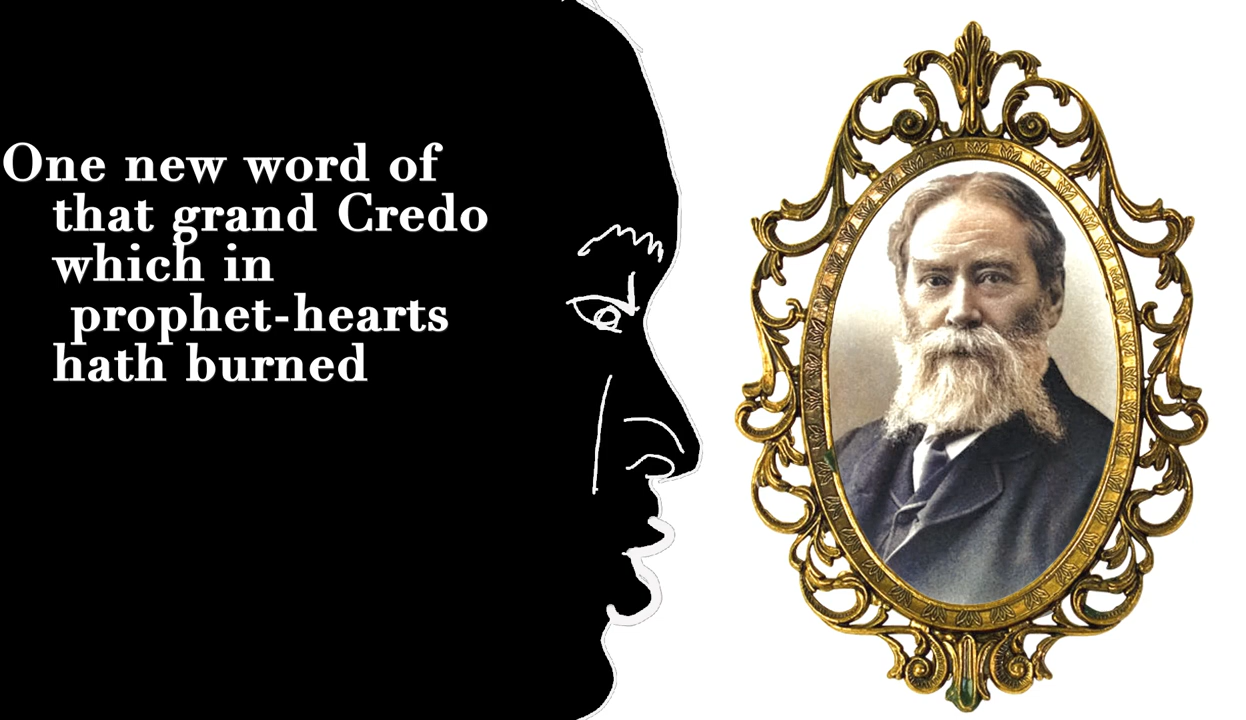 One new word of
that grand Credo
which in
prophet-hearts
hath burned